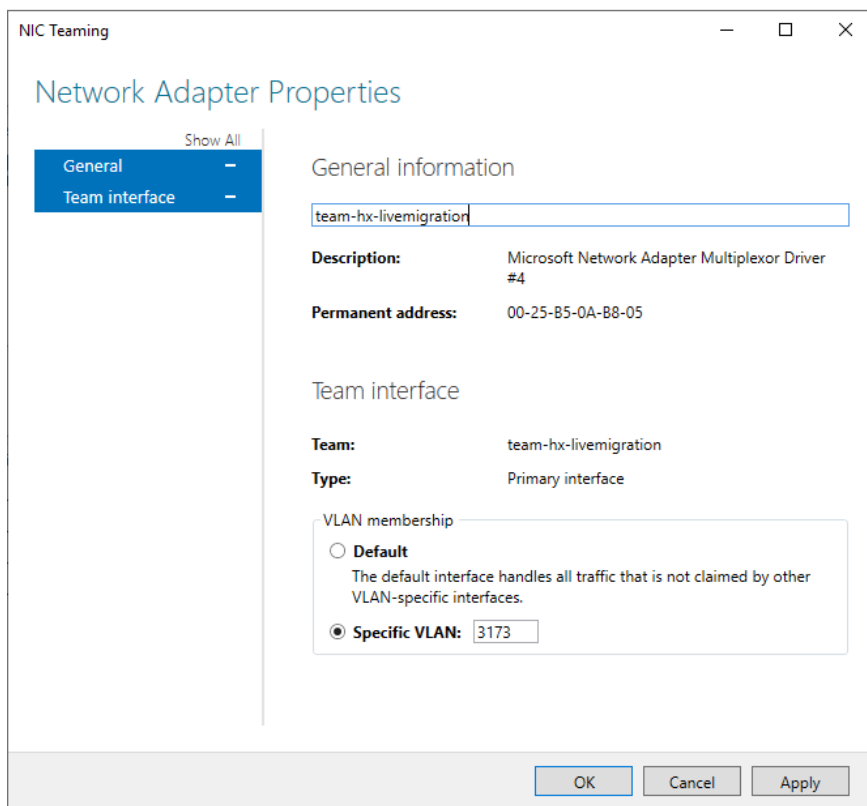 NIC Teaming
Network Adapter Properties
Show All
General
Team interface
General information
team-hx-livemigration
Description: Microsoft Network Adapter Multiplexor Driver
#4
Permanent address: 00-25-B5-0A-B8-05
Team interface
Team: team-hx-livemigration
Type: Primary interface
VLAN membership
Default
The default interface handles all traffic that is not claimed by other
VLAN-specific interfaces.
Specific VLAN: 3173
OK Cancel Apply